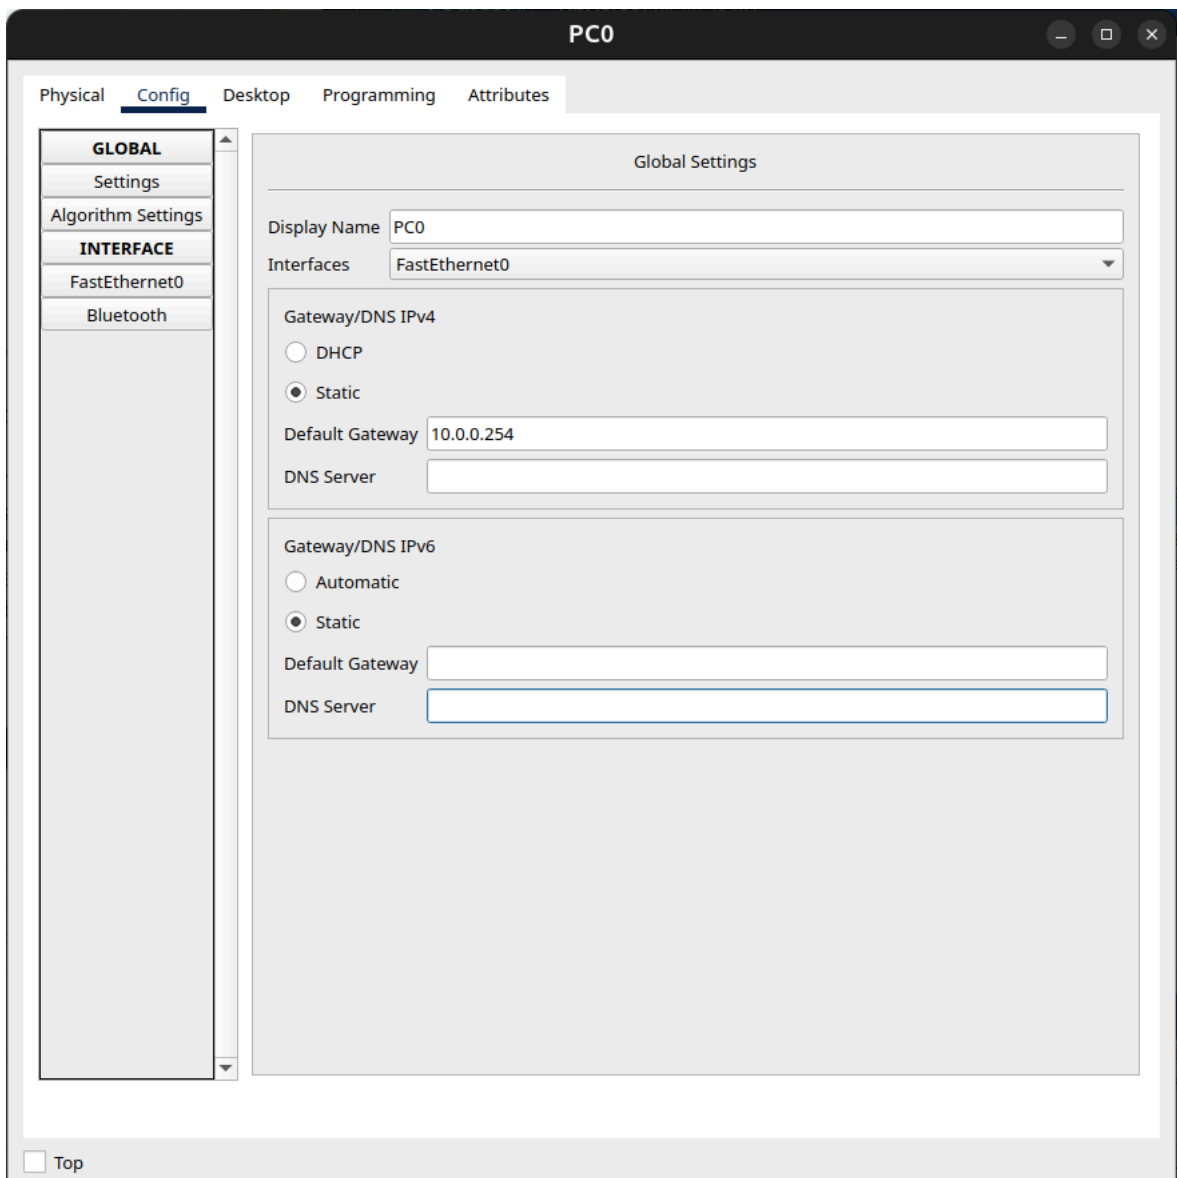 PC0
Physical Config Desktop Programming Attributes
GLOBAL
Settings
Algorithm Settings
INTERFACE
FastEthernet0
Bluetooth
Global Settings
Display Name PC0
Interfaces FastEthernet0
Gateway/DNS IPv4
DHCP
Static
Default Gateway 10.0.0.254
DNS Server
Gateway/DNS IPv6
Automatic
Static
Default Gateway
DNS Server
Top